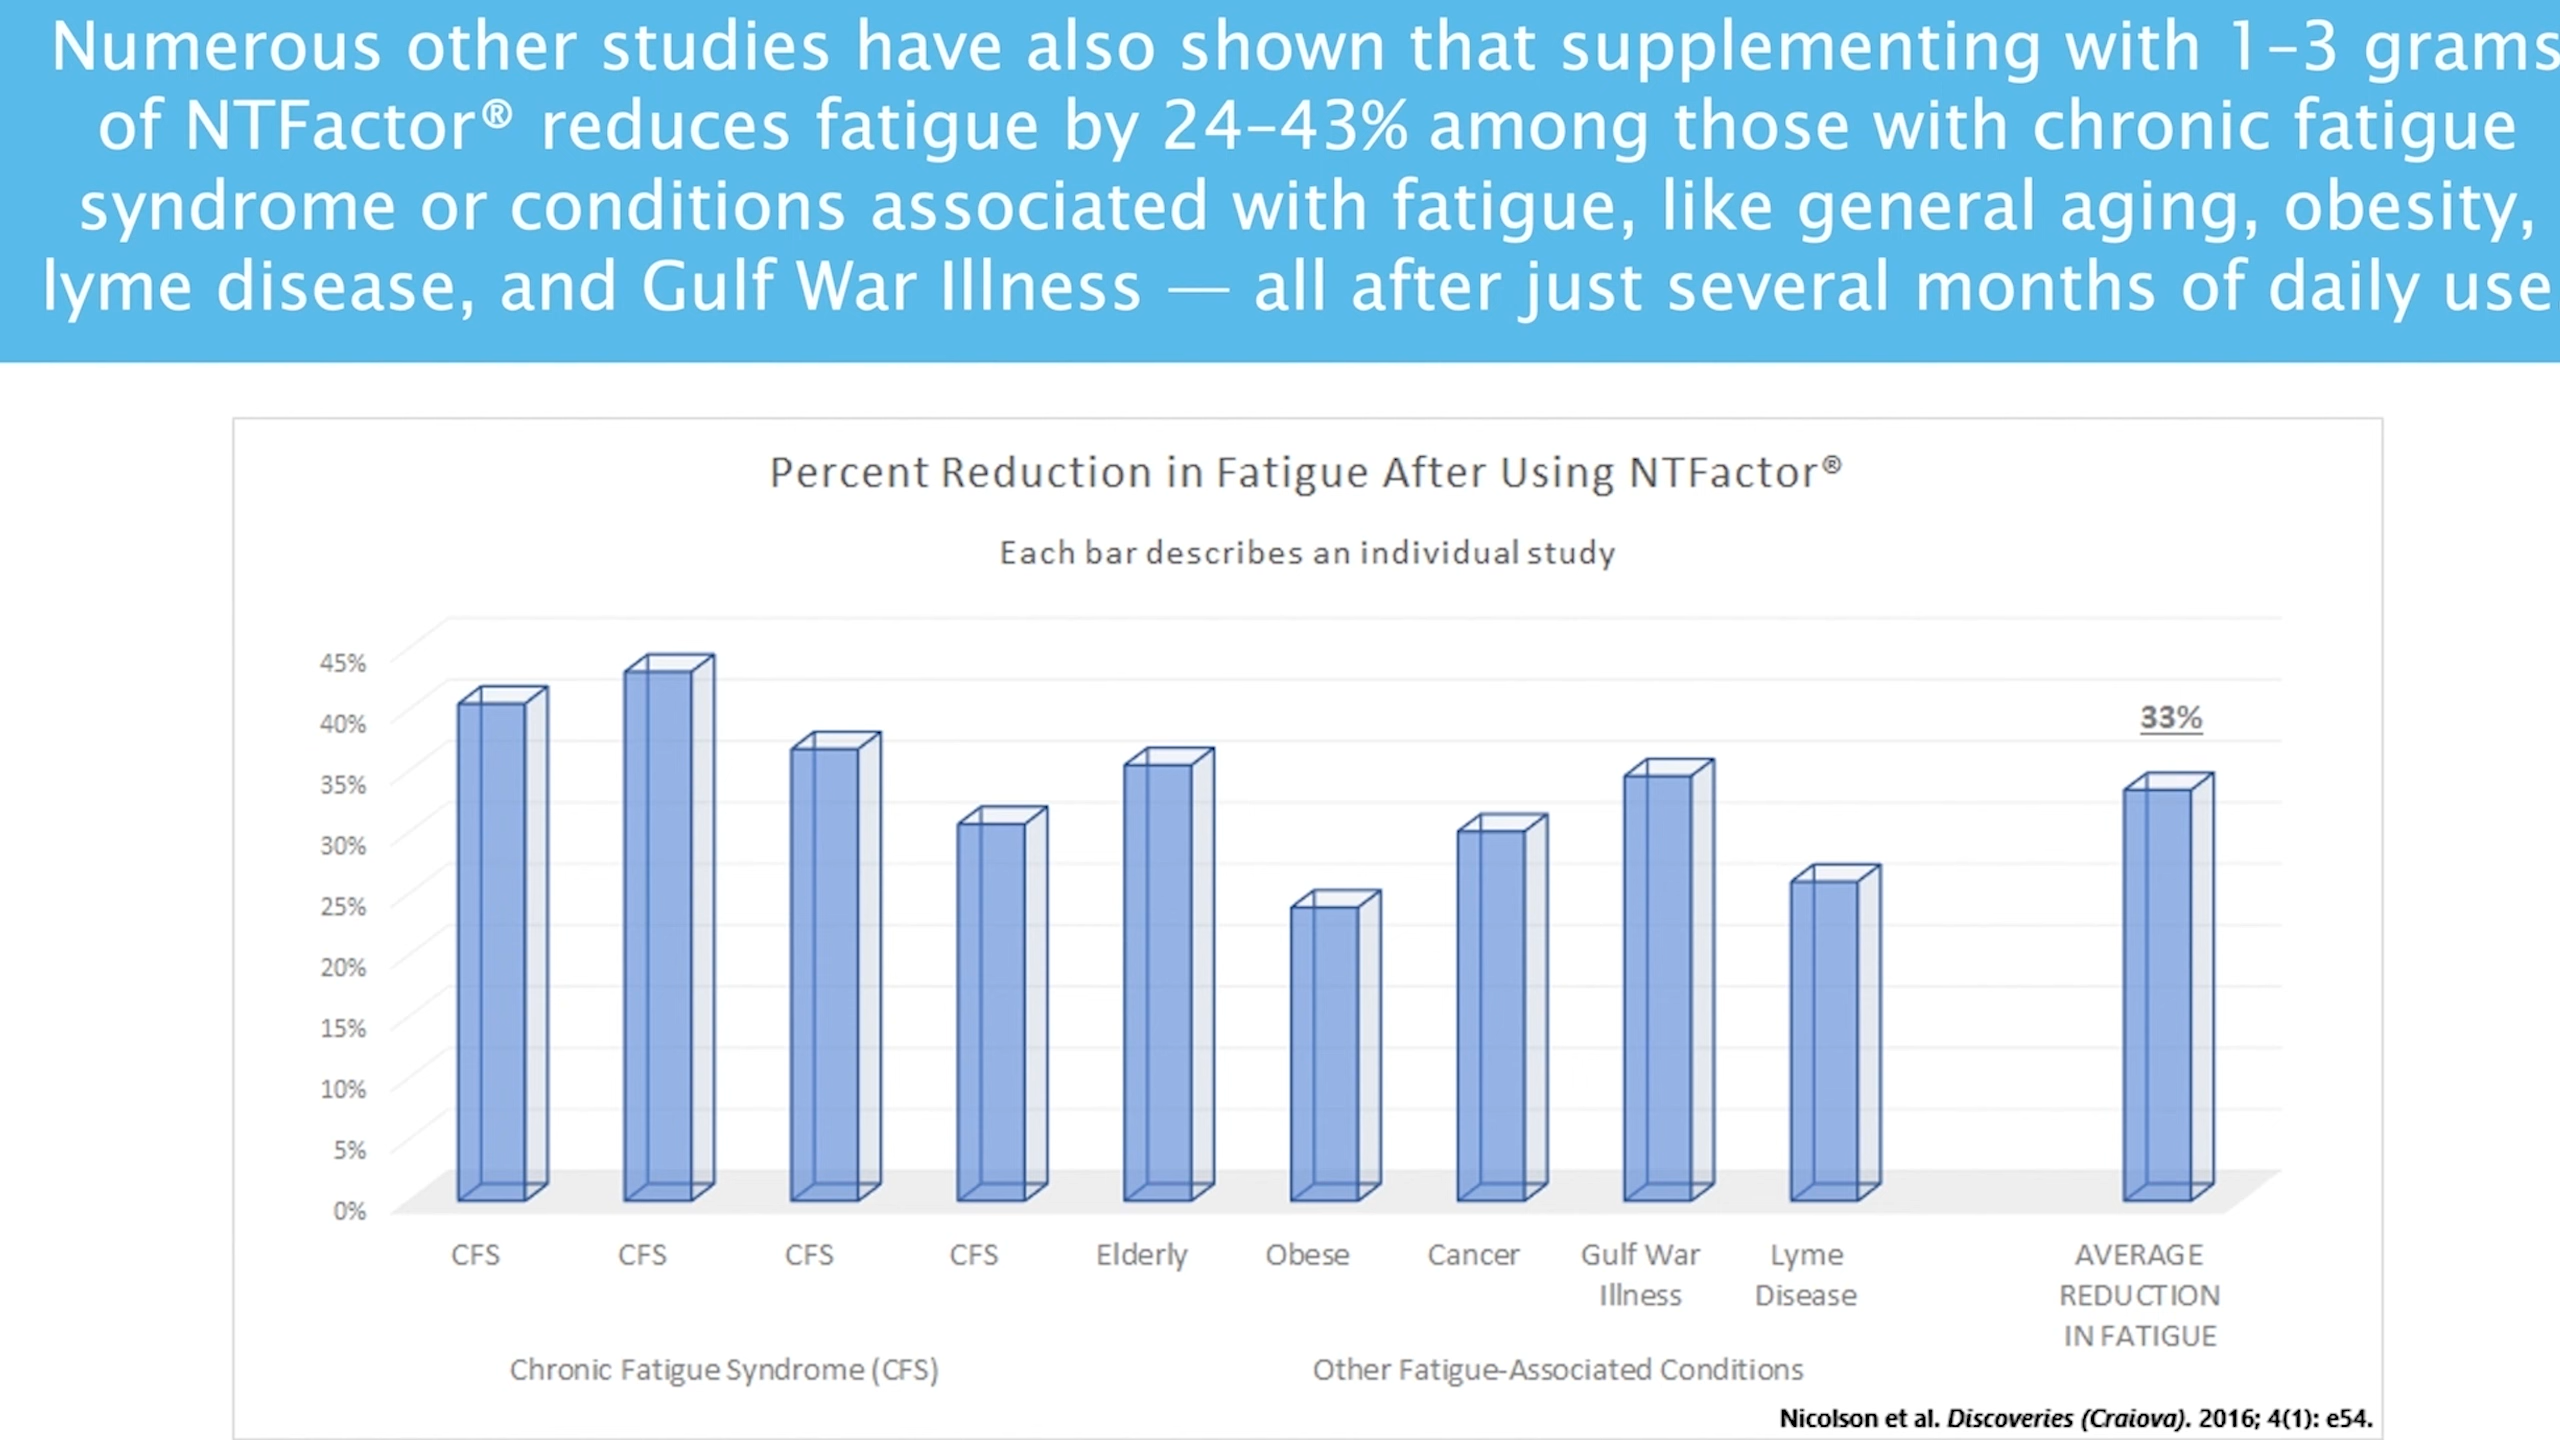 Numerous other studies have also shown that supplementing with 1–3 grams
of NTFactor® reduces fatigue by 24–43% among those with chronic fatigue
syndrome or conditions associated with fatigue, like general aging, obesity,
lyme disease, and Gulf War Illness — all after just several months of daily use
Percent Reduction in Fatigue After Using NTFactor®
Each bar describes an individual study
45%
40%
35%
30%
25%
20%
15%
10%
5%
0%
33%
CFS CFS CFS CFS Elderly Obese Cancer Gulf War Lyme AVERAGE
Illness Disease REDUCTION
IN FATIGUE
Chronic Fatigue Syndrome (CFS) Other Fatigue-Associated Conditions
Nicolson et al. Discoveries (Craiova). 2016; 4(1): e54.